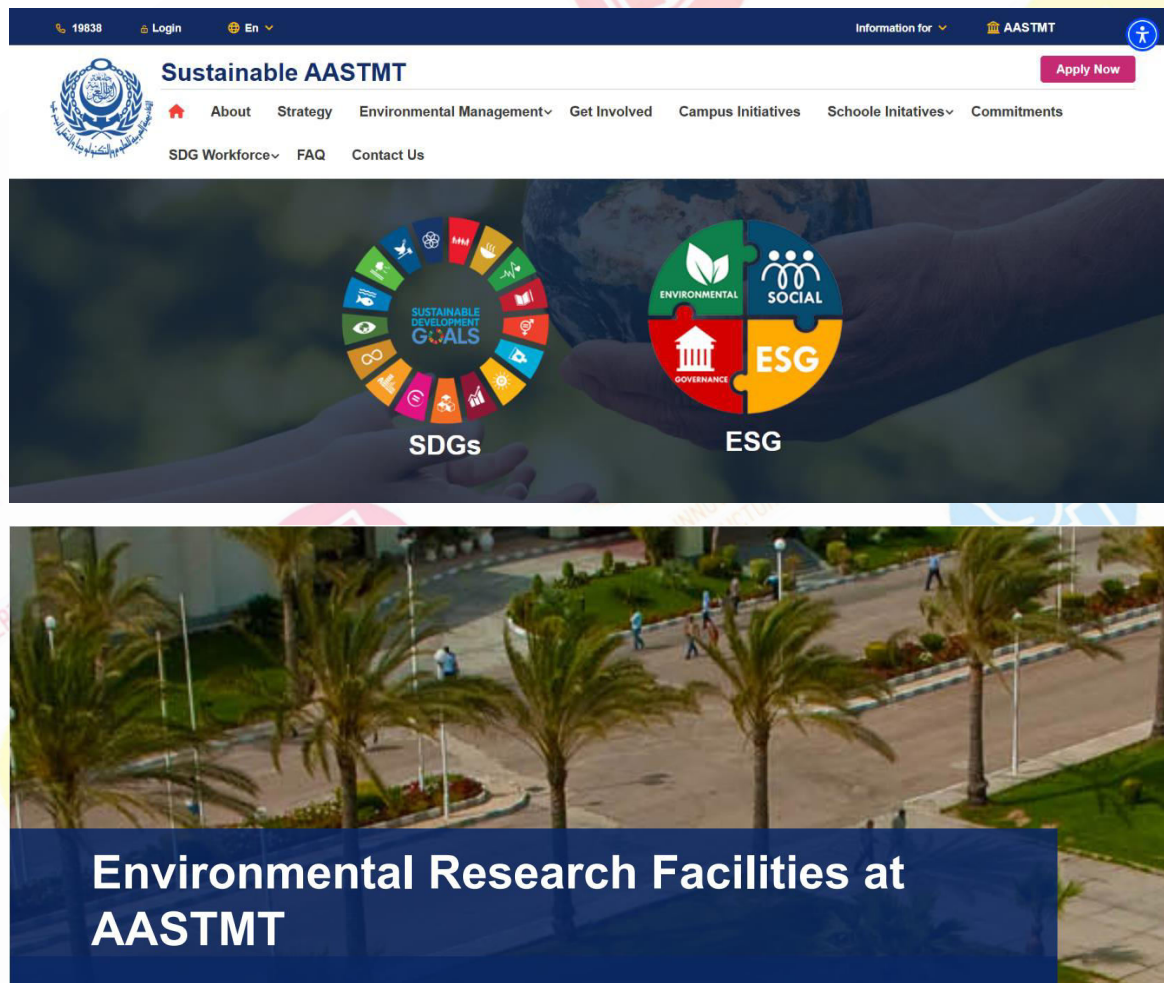 19838 Login En Information for AASTMT
Sustainable AASTMT
Apply Now
About Strategy Environmental Management Get Involved Campus Initiatives Schoole Initatives Commitments
SDG Workforce FAQ Contact Us
SUSTAINABLE
DEVELOPMENT
GOALS
SDGs
ENVIRONMENTAL
SOCIAL
GOVERNANCE
ESG
ESG
Environmental Research Facilities at
AASTMT